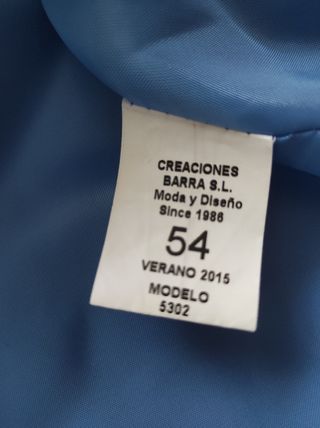 CREACIONES
BARRA S.L.
Moda y Diseño
Since 1986
54
VERANO 2015
MODELO
5302